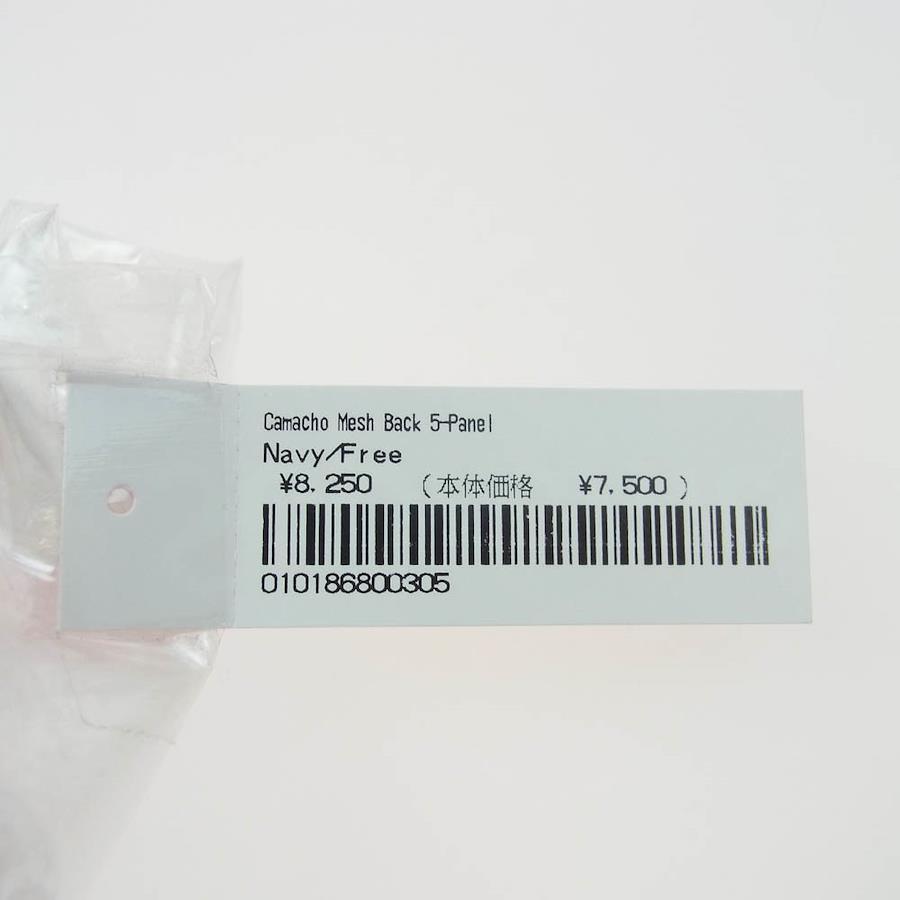 Camacho Mesh Back 5-Panel
Navy/Free
¥8,250 (本体価格 ¥7,500)
010186800305